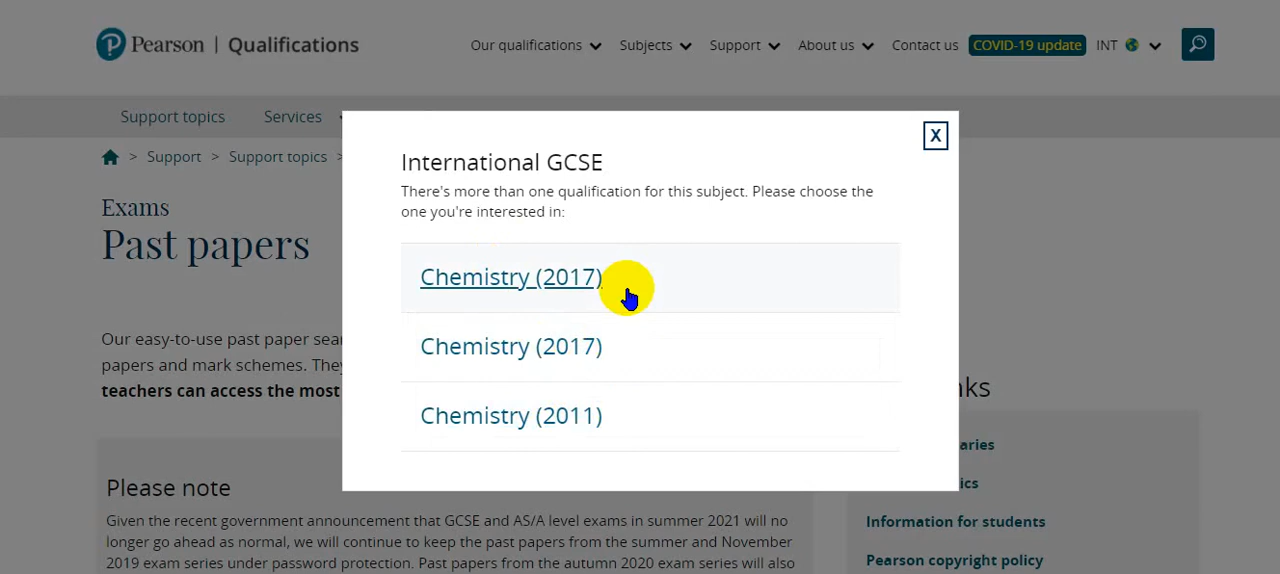 Pearson | Qualifications
Our qualifications Subjects Support About us Contact us COVID-19 update INT
Support topics Services
> Support > Support topics >
Exams
Past papers
X
International GCSE
There's more than one qualification for this subject. Please choose the
one you're interested in:
Chemistry (2017)
Chemistry (2017)
Chemistry (2011)
Our easy-to-use past paper
papers and mark schemes.
teachers can access the most
Please note
Given the recent government announcement that GCSE and AS/A level exams in summer 2021 will no
longer go ahead as normal, we will continue to keep the past papers from the summer and November
2019 exam series under password protection. Past papers from the autumn 2020 exam series will also
Information for students
Pearson copyright policy